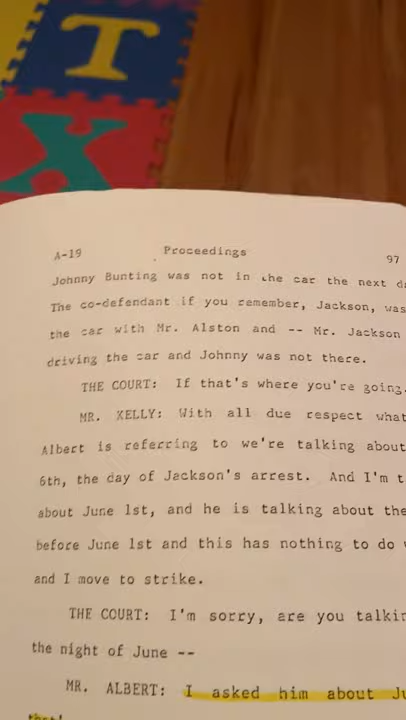 T
X
A-19 Proceedings 97
Johnny Bunting was not in the car the next
The co-defendant if you remember, Jackson, was
the car with Mr. Alston and -- Mr. Jackson
driving the car and Johnny was not there.
THE COURT: If that's where you're going.
MR. KELLY: With all due respect what
Albert is referring to we're talking about
6th, the day of Jackson's arrest. And I'm
about June 1st, and he is talking about the
before June 1st and this has nothing to do
and I move to strike.
THE COURT: I'm sorry, are you
the night of June --
MR. ALBERT: I asked him about